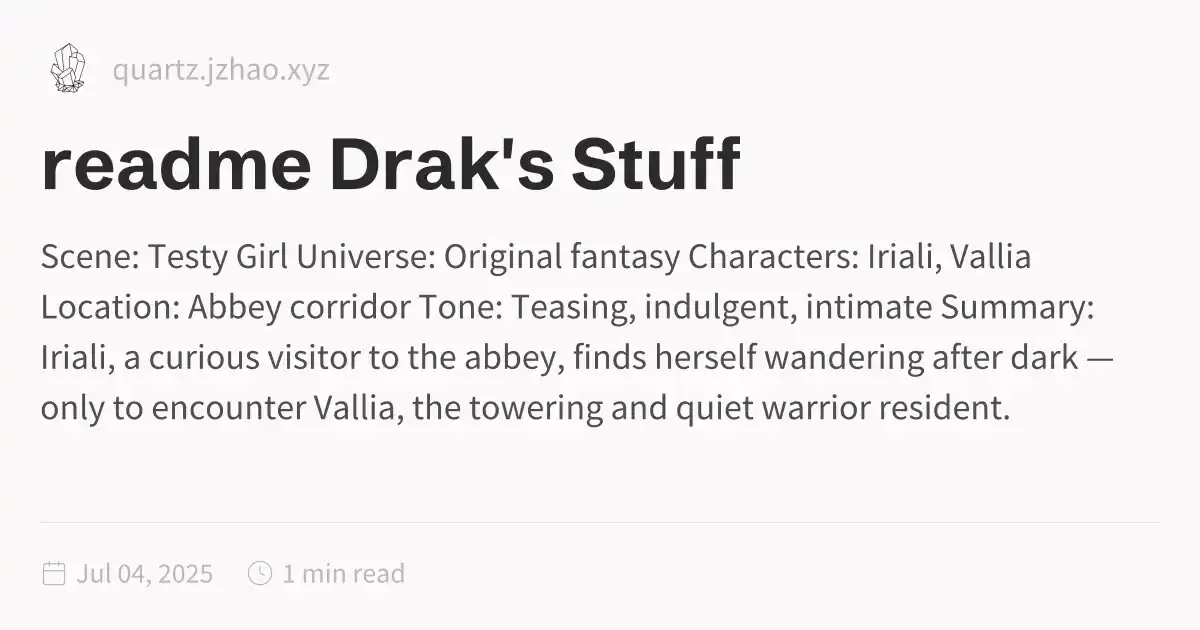 quartz.jzhao.xyz
readme Drak's Stuff
Scene: Testy Girl Universe: Original fantasy Characters: Iriali, Vallia
Location: Abbey corridor Tone: Teasing, indulgent, intimate Summary:
Iriali, a curious visitor to the abbey, finds herself wandering after dark —
only to encounter Vallia, the towering and quiet warrior resident.
Jul 04, 2025 1 min read